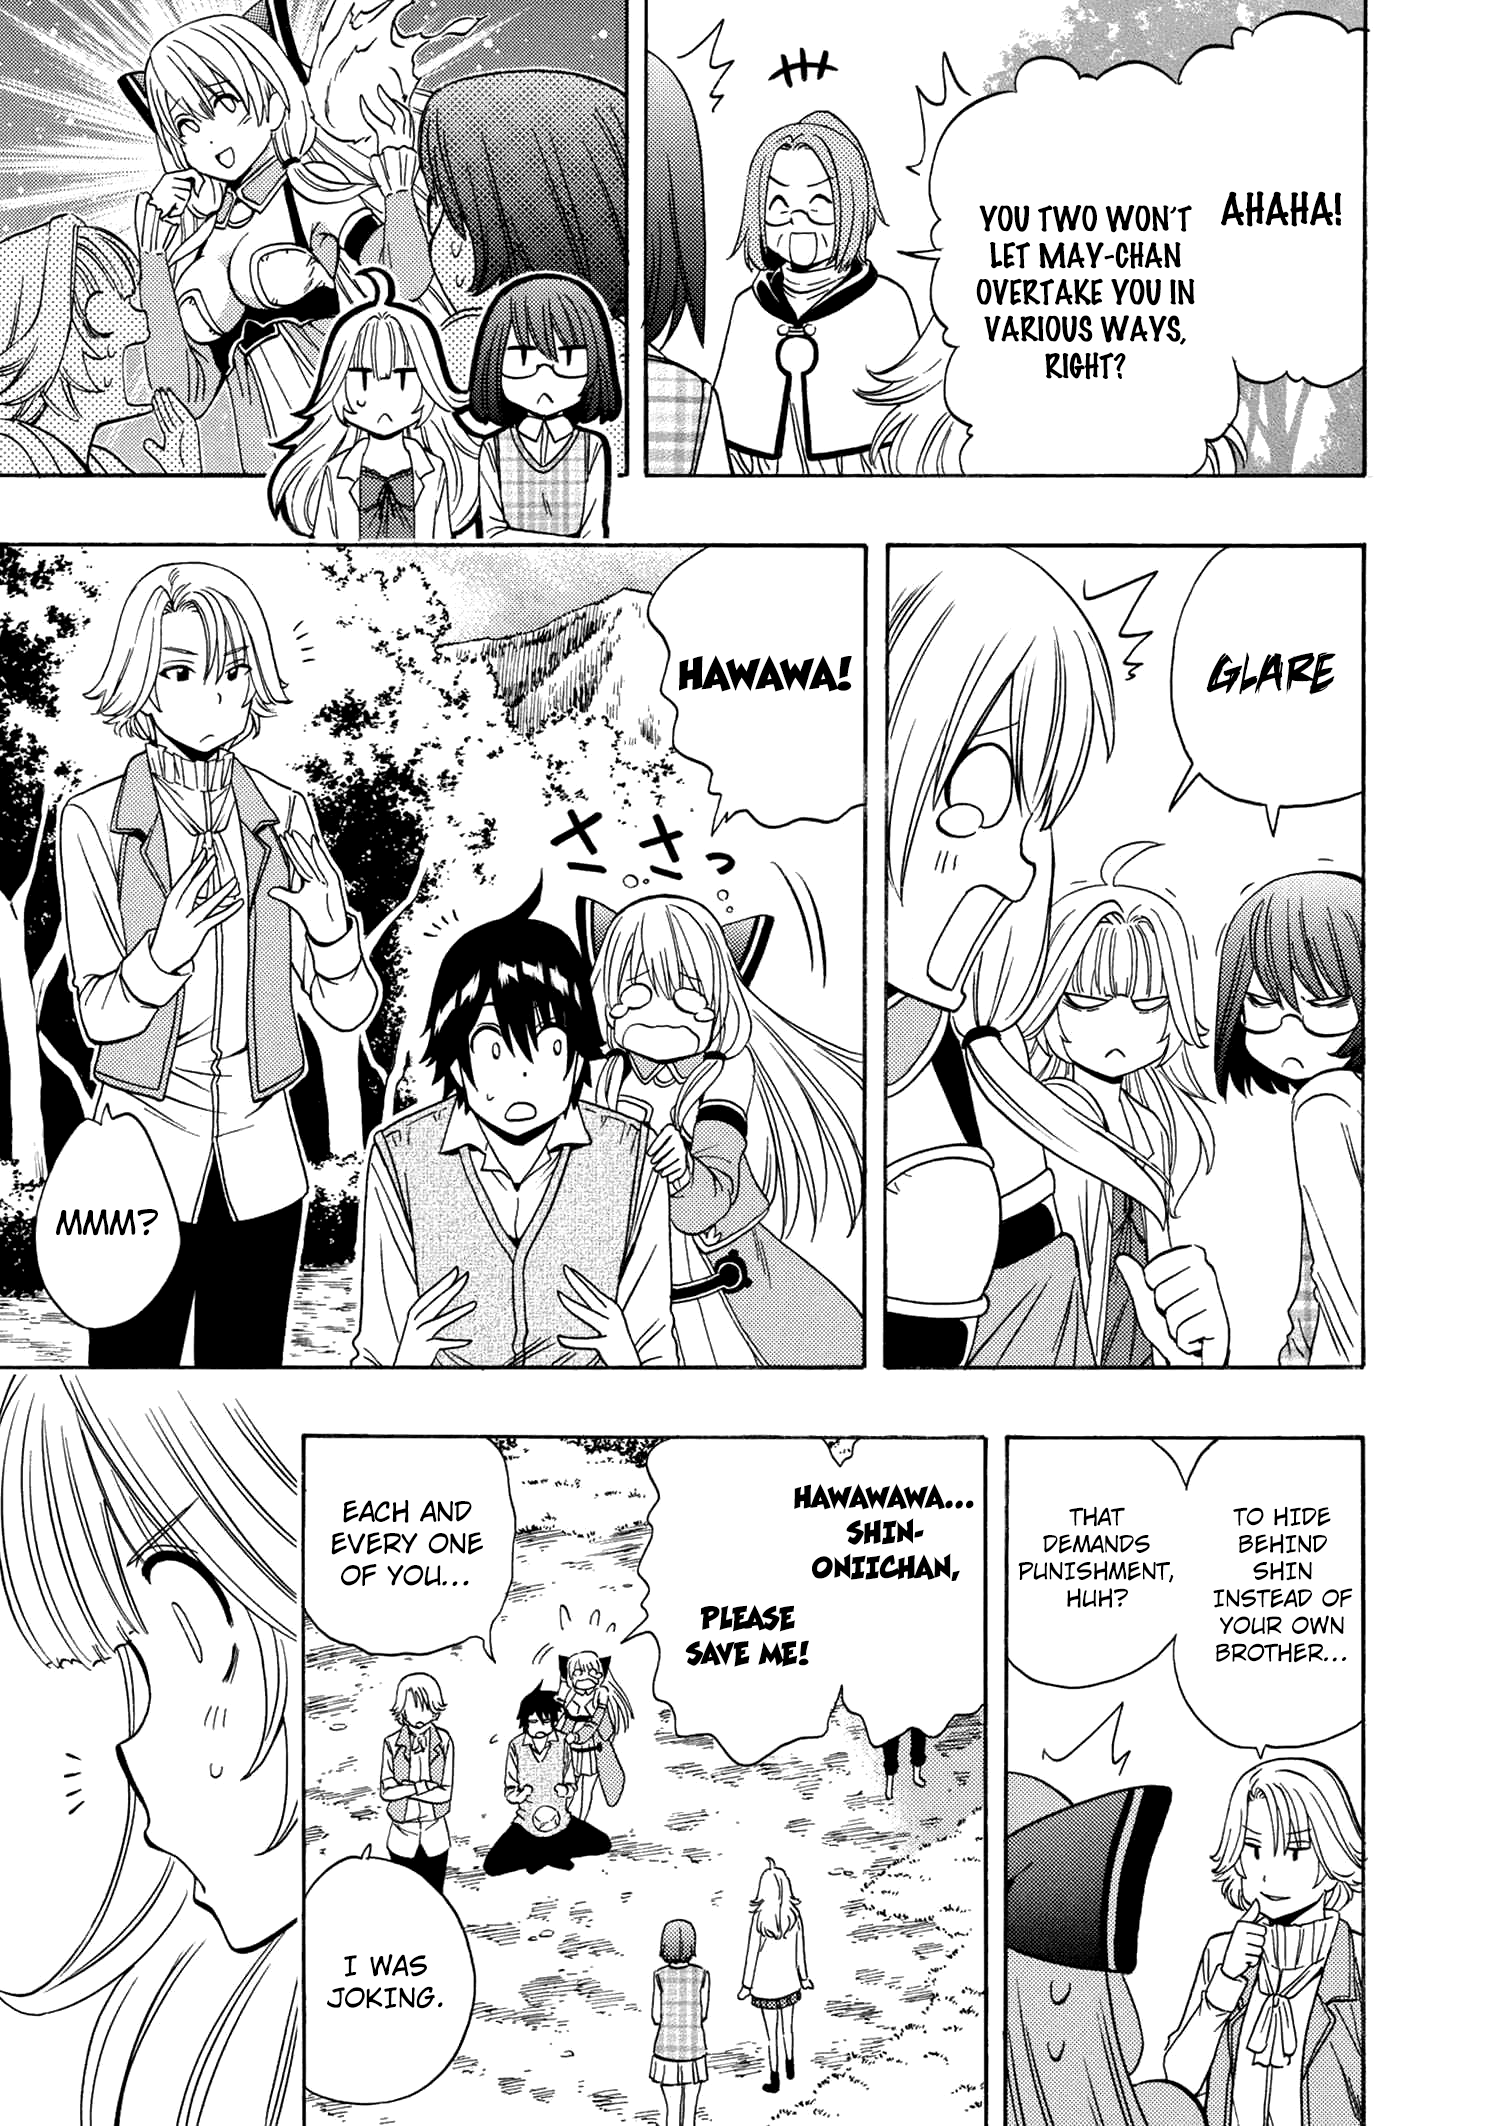 AHAHA!
YOU TWO WON'T
LET MAY-CHAN
OVERTAKE YOU IN
VARIOUS WAYS,
RIGHT?
GLARE
HAWAWA!
ささっ
MMM?
TO HIDE
BEHIND
SHIN
INSTEAD OF
YOUR OWN
BROTHER...
THAT
DEMANDS
PUNISHMENT,
HUH?
HAWAWAWA...
SHIN-
ONIICHAN,
PLEASE
SAVE ME!
EACH AND
EVERY ONE
OF YOU...
I WAS
JOKING.